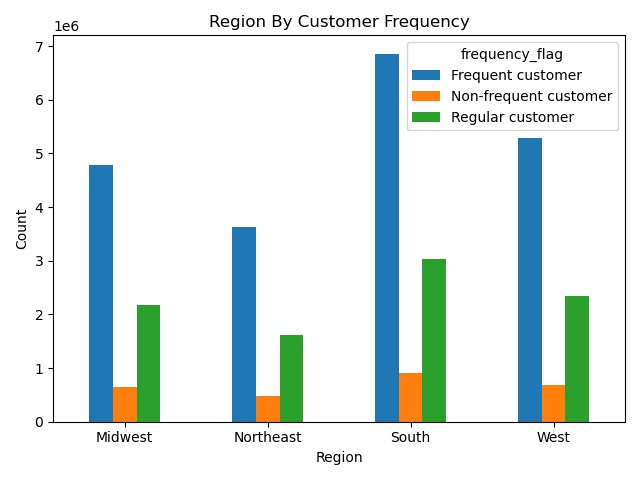 Region By Customer Frequency
1e6
7
6
5
4
3
2
1
0
Count
frequency_flag
Frequent customer
Non-frequent customer
Regular customer
Midwest Northeast South West
Region